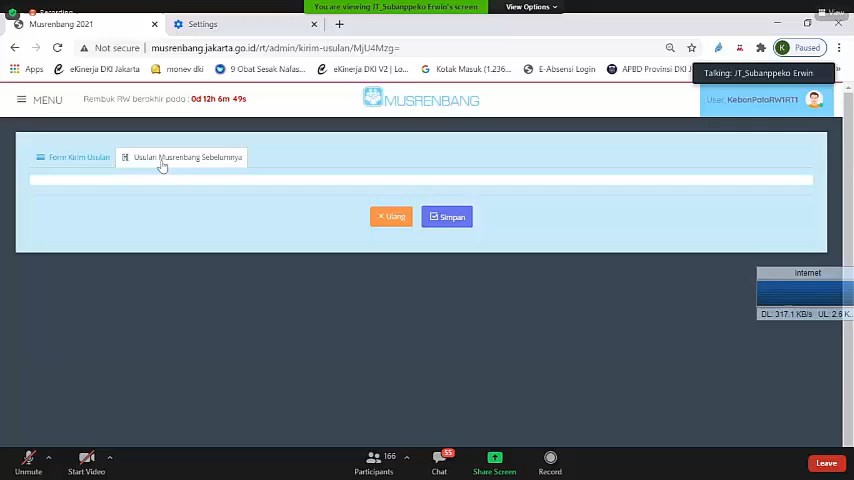 Recording
You are viewing JT_Subanppeko Erwin's screen
View Options
View
Musrenbang 2021
Settings
Not secure
musrenbang.jakarta.go.id/rt/admin/kirim-usulan/MjU4Mzg=
K
Paused
Apps
eKinerja DKI Jakarta
monev dki
9 Obat Sesak Nafas...
eKinerja DKI V2 | Lo...
Kotak Masuk (1.236...
E-Absensi Login
APBD Provinsi DKI J
Talking: JT_Subanppeko Erwin
MENU
Rembuk RW berakhir pada : 0d 12h 6m 49s
MUSRENBANG
User, KebonPalaRW1RT1
Form Kirim Usulan
Usulan Musrenbang Sebelumnya
Ulang
Simpan
Internet
DL: 317.1 KB/s
UL: 2.6 K...
166
55
Unmute
Start Video
Participants
Chat
Share Screen
Record
Leave